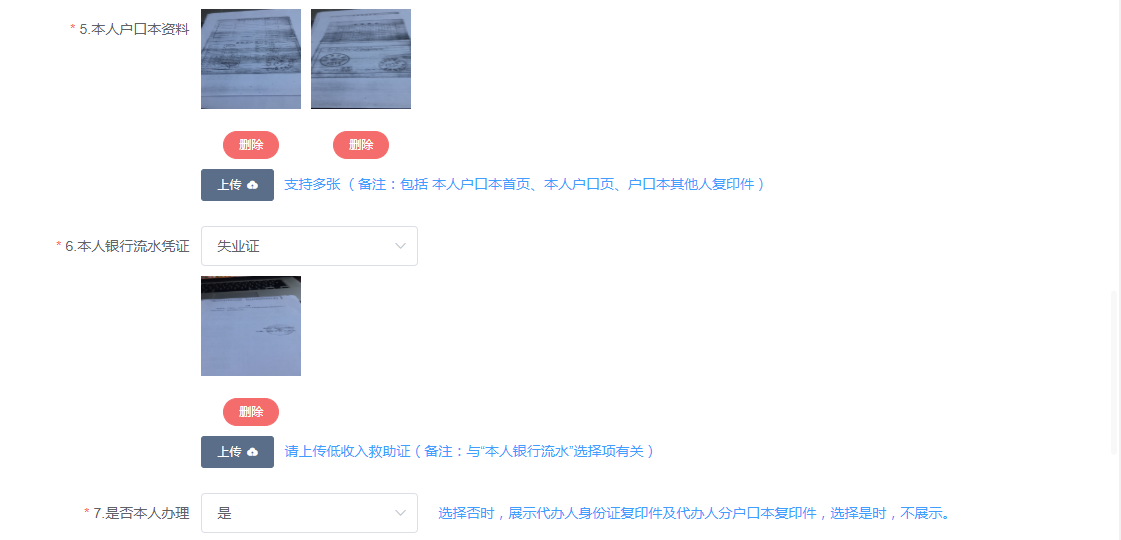 * 5.本人户口本资料
删除 删除
上传 支持多张 （ 备注：包括 本人户口本首页、本人户口页、户口本其他人复印件 ）
* 6.本人银行流水凭证 失业证
删除
上传 请上传低收入救助证（ 备注：与“本人银行流水”选择项有关 ）
* 7.是否本人办理 是 选择否时，展示代办人身份证复印件及代办人分户口本复印件，选择是时，不展示。